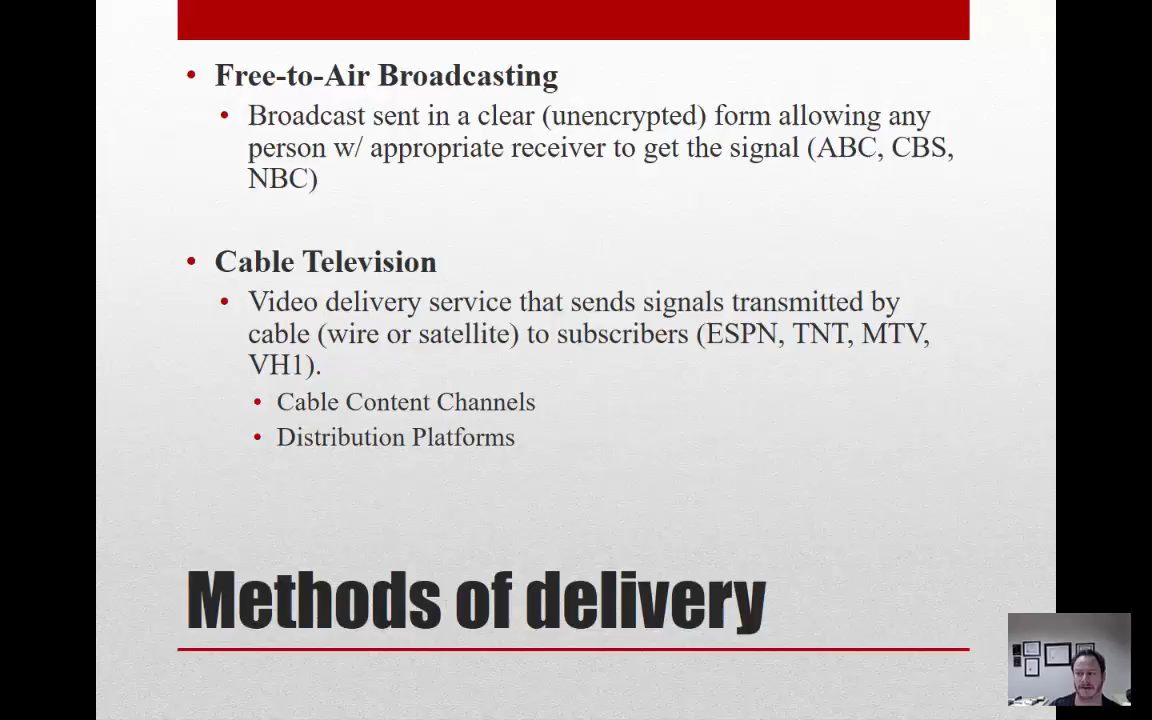 Free-to-Air Broadcasting
Broadcast sent in a clear (unencrypted) form allowing any
person w/ appropriate receiver to get the signal (ABC, CBS,
NBC)
Cable Television
Video delivery service that sends signals transmitted by
cable (wire or satellite) to subscribers (ESPN, TNT, MTV,
VH1).
Cable Content Channels
Distribution Platforms
Methods of delivery